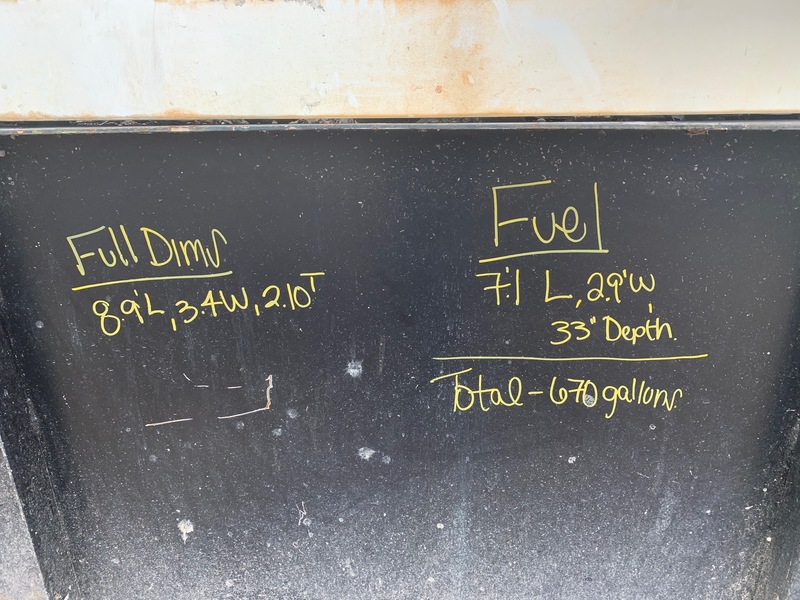 Full Dims
8.9'L, 3.4'W, 2.10'T
Fuel
7'.1 L, 2.9'W,
33" Depth.
Total - 670 gallons.